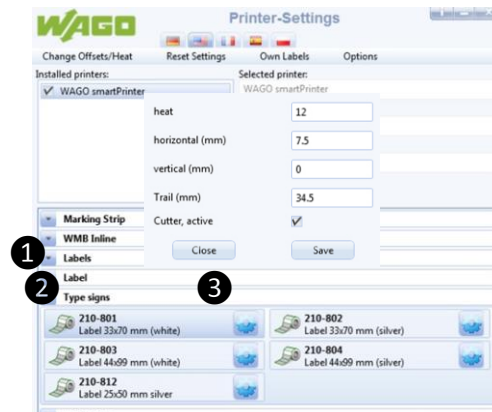 WAGO
Printer-Settings
Change Offsets/Heat Reset Settings Own Labels Options
Installed printers: Selected printer:
WAGO smartPrinter WAGO smartPrinter
heat 12
horizontal (mm) 7.5
vertical (mm) 0
Trail (mm) 34.5
Cutter, active
Close Save
Marking Strip
WMB Inline
1 Labels
Label
2 3
Type signs
210-801 210-802
Label 33x70 mm (white) Label 33x70 mm (silver)
210-803 210-804
Label 44x99 mm (white) Label 44x99 mm (silver)
210-812
Label 25x50 mm silver